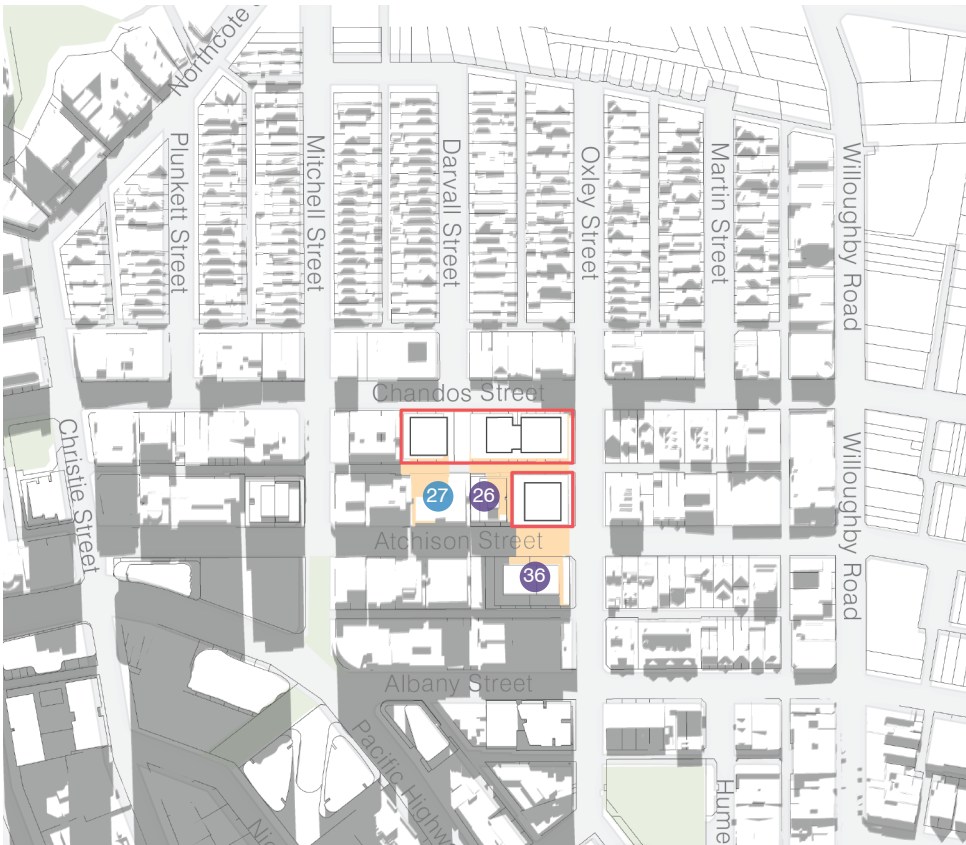 Northcote S
Plunkett Street
Mitchell Street
Darvall Street
Oxley Street
Martin Street
Willoughby Road
Chandos Street
Christie Street
27
26
Willoughby Road
Atchison Street
36
Albany Street
Pacific Highw
Hume